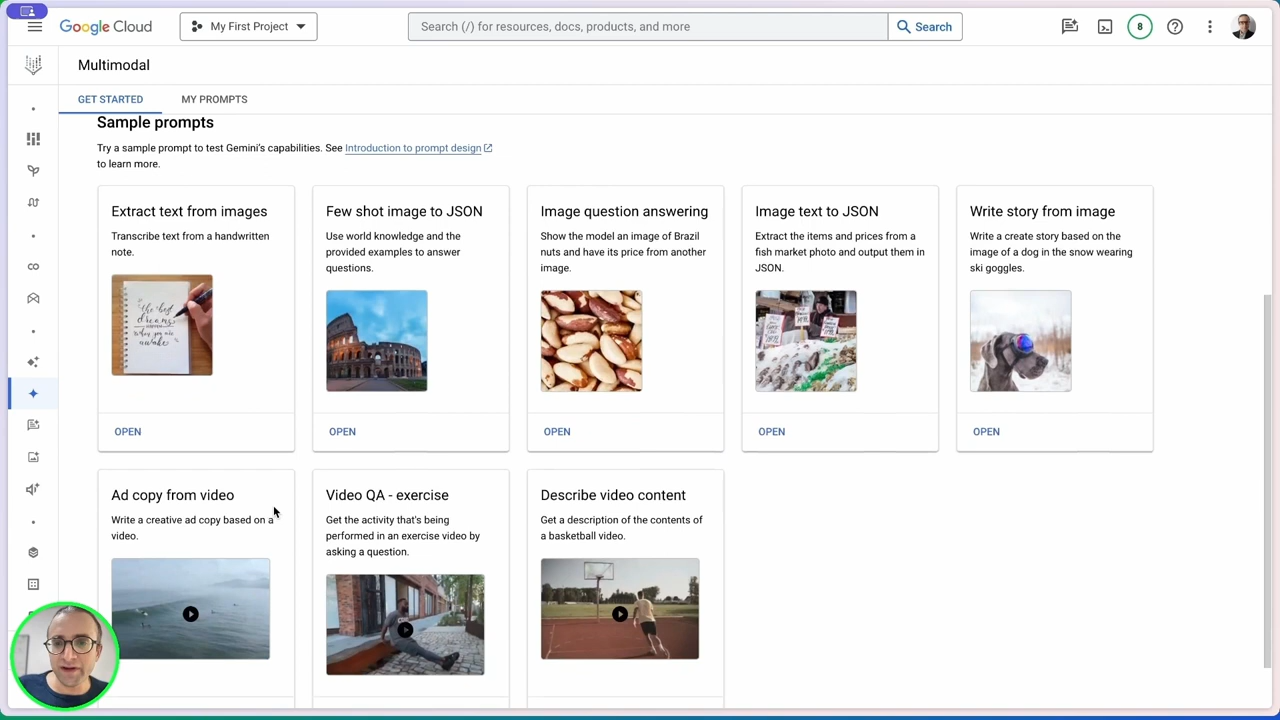 Google Cloud
My First Project
Search (/) for resources, docs, products, and more
Search
8
Multimodal
GET STARTED
MY PROMPTS
Sample prompts
Try a sample prompt to test Gemini's capabilities. See Introduction to prompt design
to learn more.
Extract text from images
Transcribe text from a handwritten
note.
the best
dreams
happen
when you are
awake
OPEN
Few shot image to JSON
Use world knowledge and the
provided examples to answer
questions.
OPEN
Image question answering
Show the model an image of Brazil
nuts and have its price from another
image.
OPEN
Image text to JSON
Extract the items and prices from a
fish market photo and output them in
JSON.
OPEN
Write story from image
Write a create story based on the
image of a dog in the snow wearing
ski goggles.
OPEN
Ad copy from video
Write a creative ad copy based on a
video.
Video QA - exercise
Get the activity that's being
performed in an exercise video by
asking a question.
Describe video content
Get a description of the contents of
a basketball video.